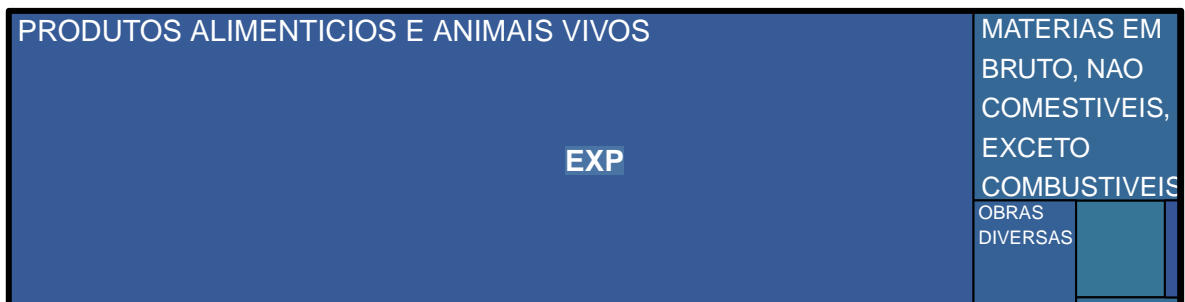 PRODUTOS ALIMENTICIOS E ANIMAIS VIVOS
EXP
MATERIAS EM
BRUTO, NAO
COMESTIVEIS,
EXCETO
COMBUSTIVEIS
OBRAS
DIVERSAS